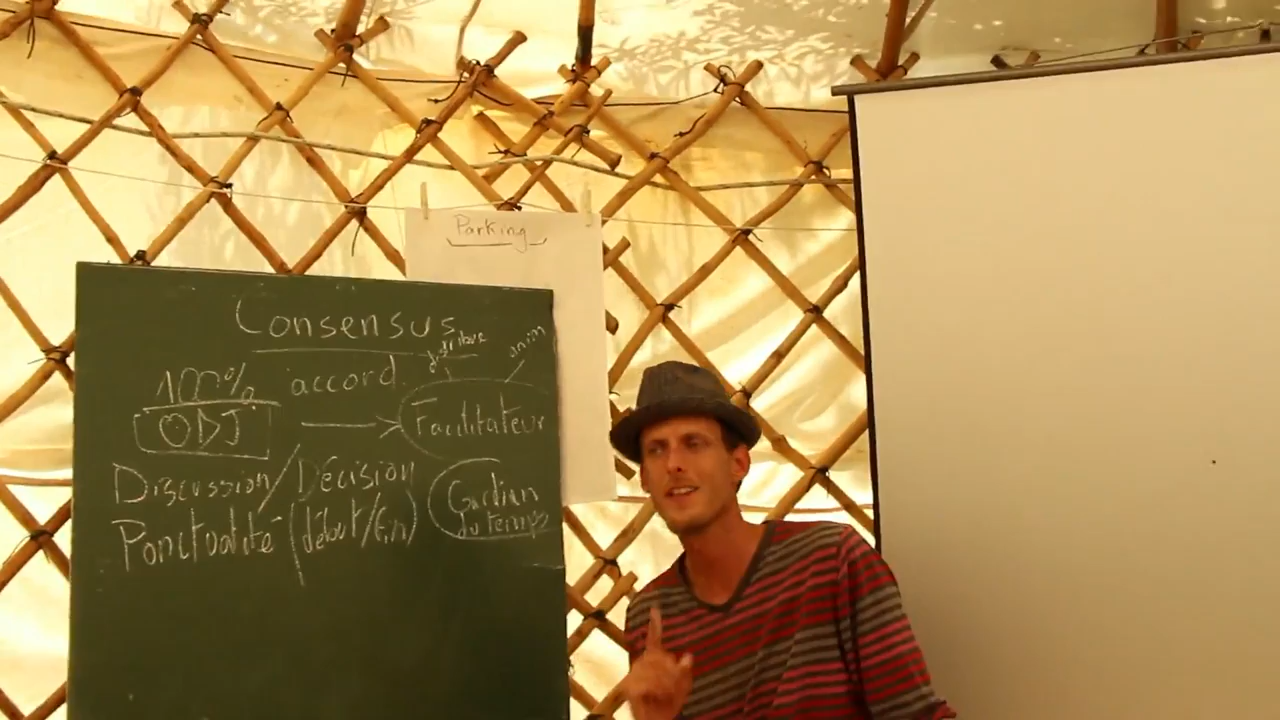 Parking
Consensus
distribue
anim
100% accord
ODJ
Facilitateur
Discussion / Décision
Gardien
du temps
Ponctualité (début/fin)